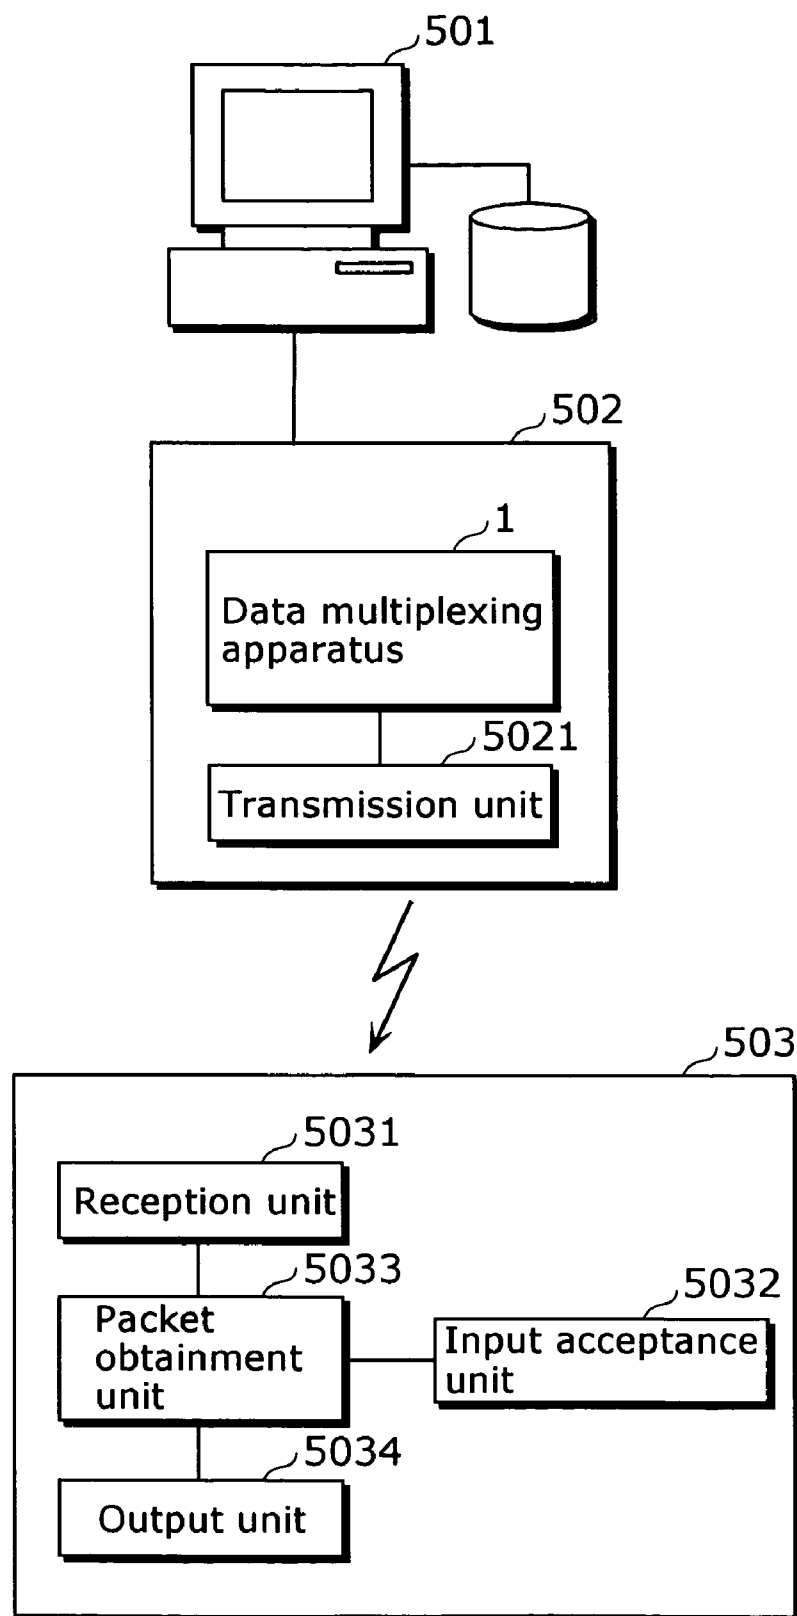 501
502
1
Data multiplexing
apparatus
5021
Transmission unit
503
5031
Reception unit
5033
Packet
obtainment
unit
5032
Input acceptance
unit
5034
Output unit